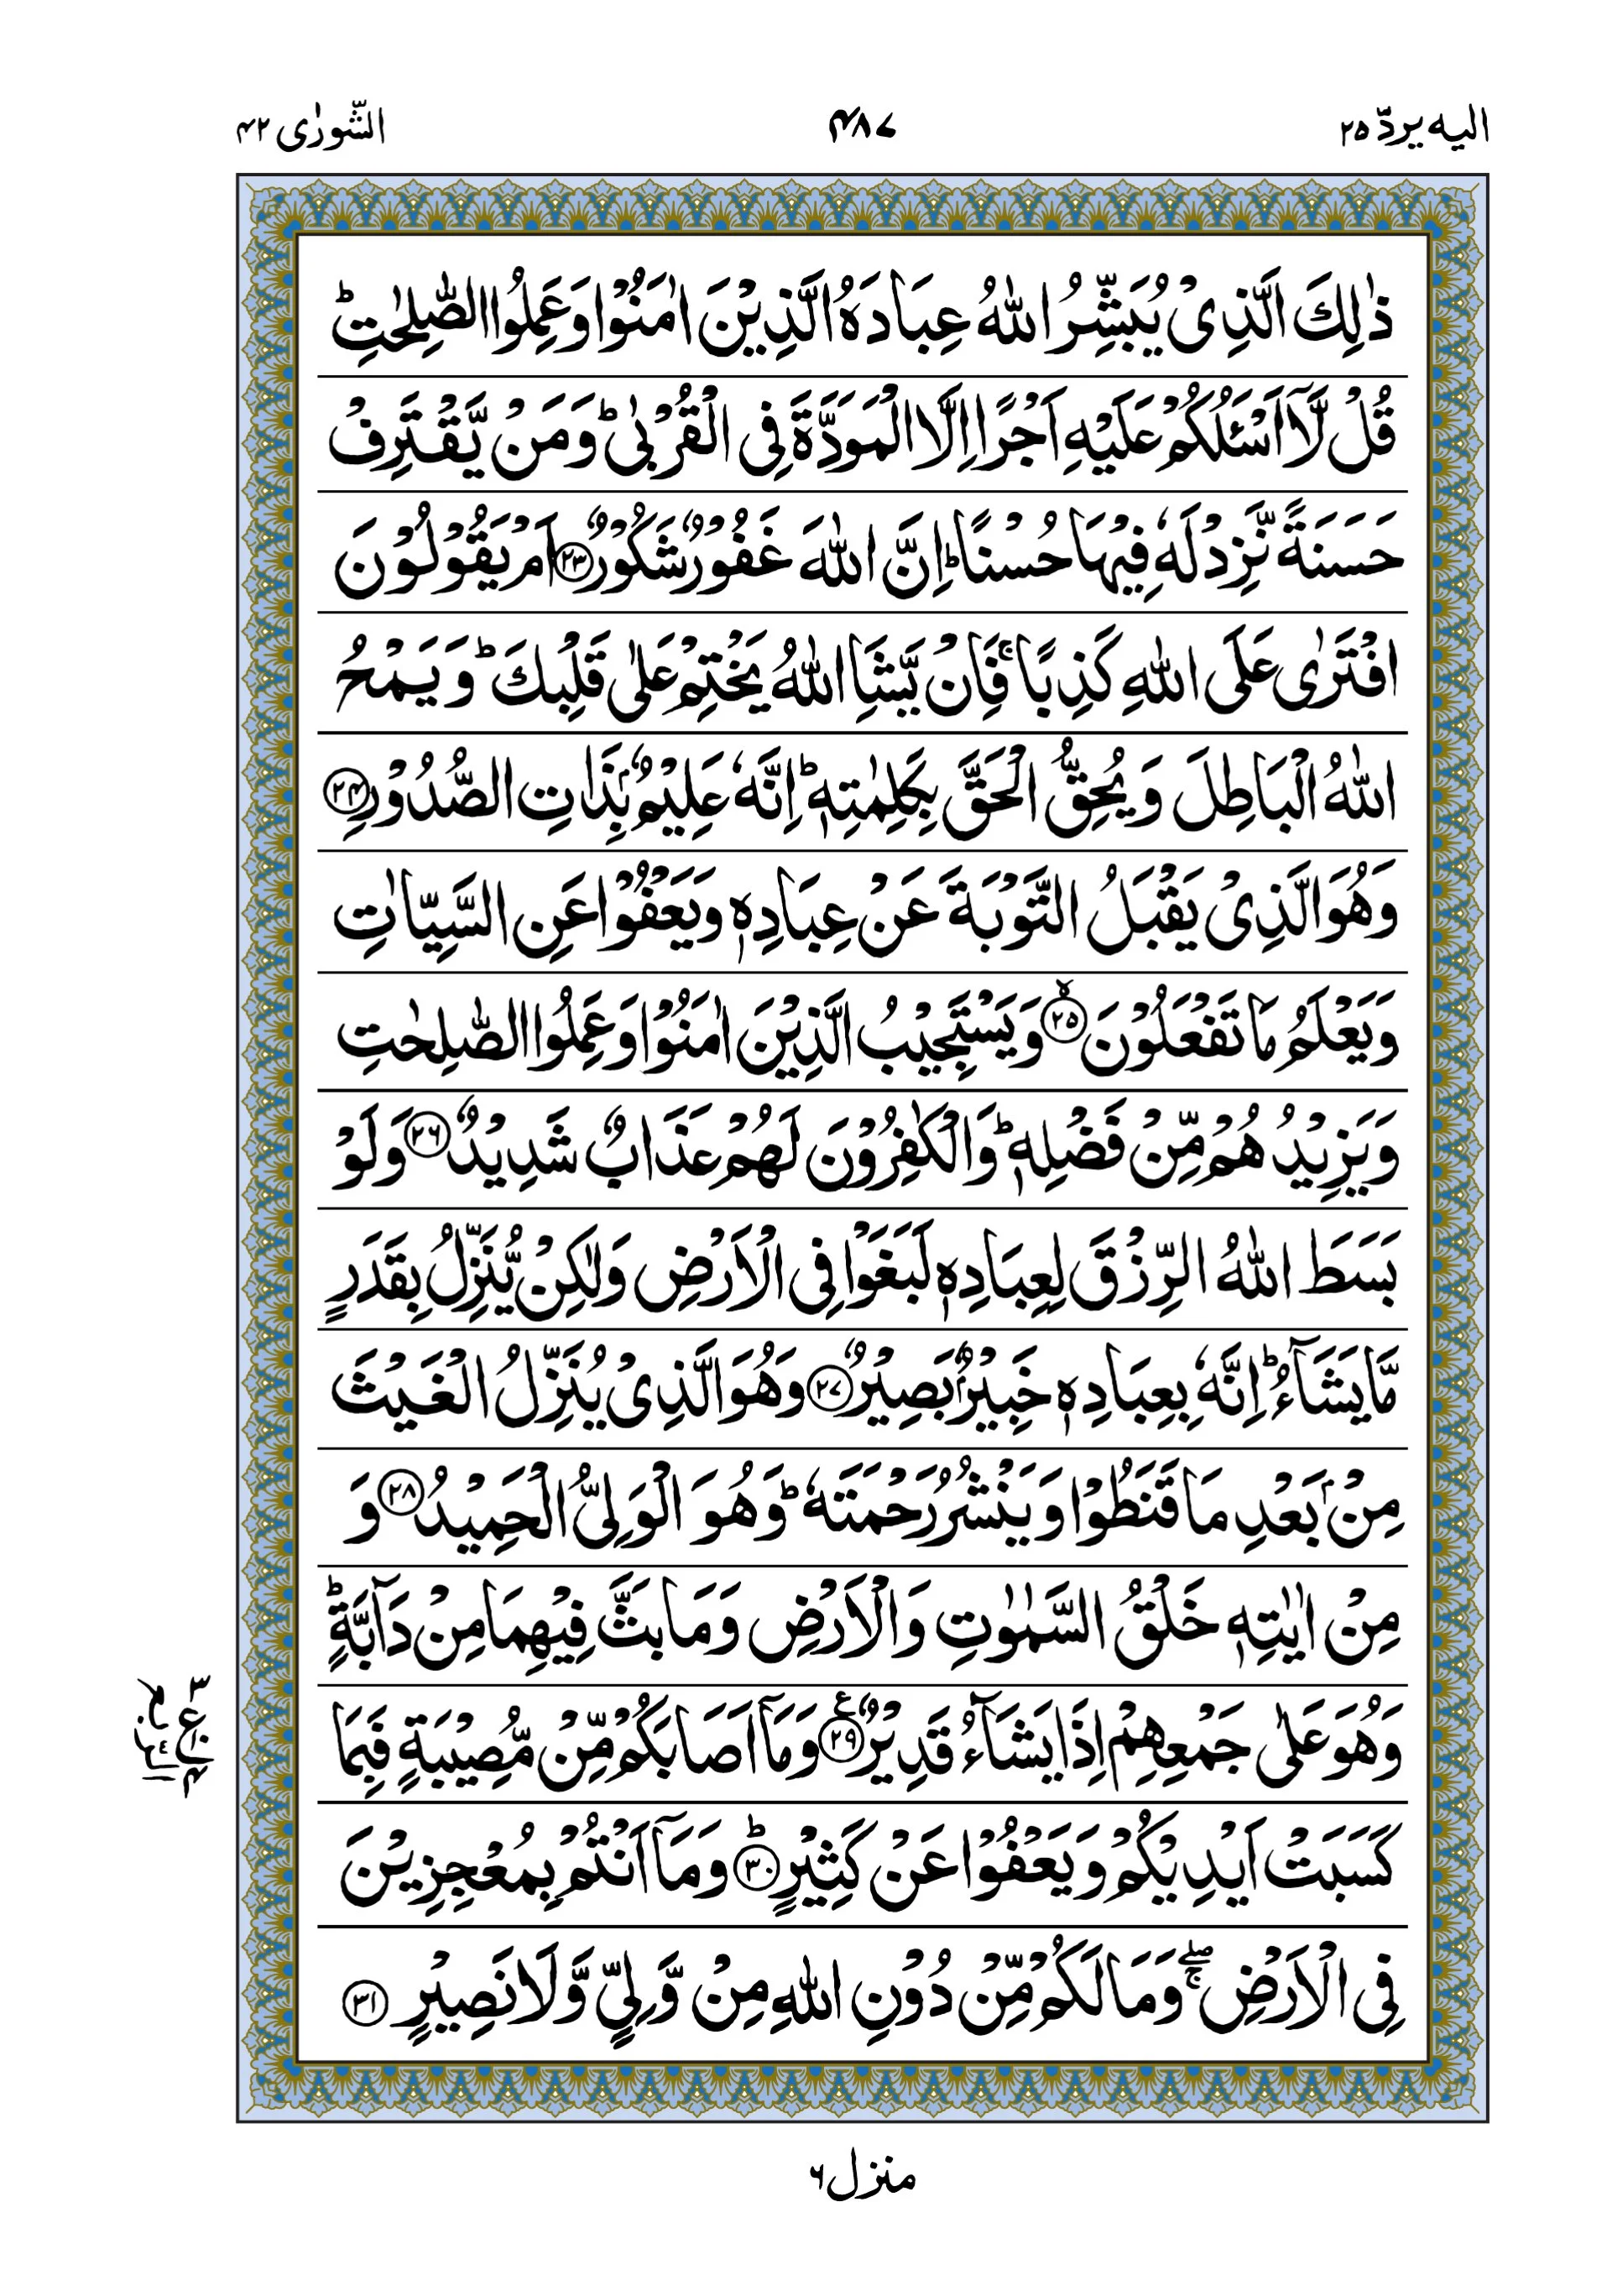 الیه یردّ ۲۵ ۴۸۷ الشّورٰی ۴۲
ذٰلِكَ الَّذِیْ یُبَشِّرُ اللّٰهُ عِبَادَهُ الَّذِیْنَ اٰمَنُوْا وَعَمِلُوا الصّٰلِحٰتِ ؕ
قُلْ لَّاۤ اَسْـَٔلُكُمْ عَلَیْهِ اَجْرًا اِلَّا الْمَوَدَّةَ فِی الْقُرْبٰی ؕ وَمَنْ یَّقْتَرِفْ
حَسَنَةً نَّزِدْ لَهٗ فِیْهَا حُسْنًا ؕ اِنَّ اللّٰهَ غَفُوْرٌ شَكُوْرٌ ﴿۲۳﴾ اَمْ یَقُوْلُوْنَ
افْتَرٰی عَلَی اللّٰهِ كَذِبًا ۚ فَاِنْ یَّشَاِ اللّٰهُ یَخْتِمْ عَلٰی قَلْبِكَ ؕ وَیَمْحُ
اللّٰهُ الْبَاطِلَ وَیُحِقُّ الْحَقَّ بِكَلِمٰتِهٖ ؕ اِنَّهٗ عَلِیْمٌۢ بِذَاتِ الصُّدُوْرِ ﴿۲۴﴾
وَهُوَ الَّذِیْ یَقْبَلُ التَّوْبَةَ عَنْ عِبَادِهٖ وَیَعْفُوْا عَنِ السَّیِّاٰتِ
وَیَعْلَمُ مَا تَفْعَلُوْنَ ﴿۲۵﴾ۙ وَیَسْتَجِیْبُ الَّذِیْنَ اٰمَنُوْا وَعَمِلُوا الصّٰلِحٰتِ
وَیَزِیْدُهُمْ مِّنْ فَضْلِهٖ ؕ وَالْكٰفِرُوْنَ لَهُمْ عَذَابٌ شَدِیْدٌ ﴿۲۶﴾ وَلَوْ
بَسَطَ اللّٰهُ الرِّزْقَ لِعِبَادِهٖ لَبَغَوْا فِی الْاَرْضِ وَلٰكِنْ یُّنَزِّلُ بِقَدَرٍ
مَّا یَشَآءُ ؕ اِنَّهٗ بِعِبَادِهٖ خَبِیْرٌۢ بَصِیْرٌ ﴿۲۷﴾ وَهُوَ الَّذِیْ یُنَزِّلُ الْغَیْثَ
مِنْۢ بَعْدِ مَا قَنَطُوْا وَیَنْشُرُ رَحْمَتَهٗ ؕ وَهُوَ الْوَلِیُّ الْحَمِیْدُ ﴿۲۸﴾ وَ
مِنْ اٰیٰتِهٖ خَلْقُ السَّمٰوٰتِ وَالْاَرْضِ وَمَا بَثَّ فِیْهِمَا مِنْ دَآبَّةٍ ؕ
وَهُوَ عَلٰی جَمْعِهِمْ اِذَا یَشَآءُ قَدِیْرٌ ﴿۲۹﴾ۧ وَمَاۤ اَصَابَكُمْ مِّنْ مُّصِیْبَةٍ فَبِمَا
كَسَبَتْ اَیْدِیْكُمْ وَیَعْفُوْا عَنْ كَثِیْرٍ ﴿۳۰﴾ؕ وَمَاۤ اَنْتُمْ بِمُعْجِزِیْنَ
فِی الْاَرْضِ ۖۚ وَمَا لَكُمْ مِّنْ دُوْنِ اللّٰهِ مِنْ وَّلِیٍّ وَّلَا نَصِیْرٍ ﴿۳۱﴾
منزل ۶